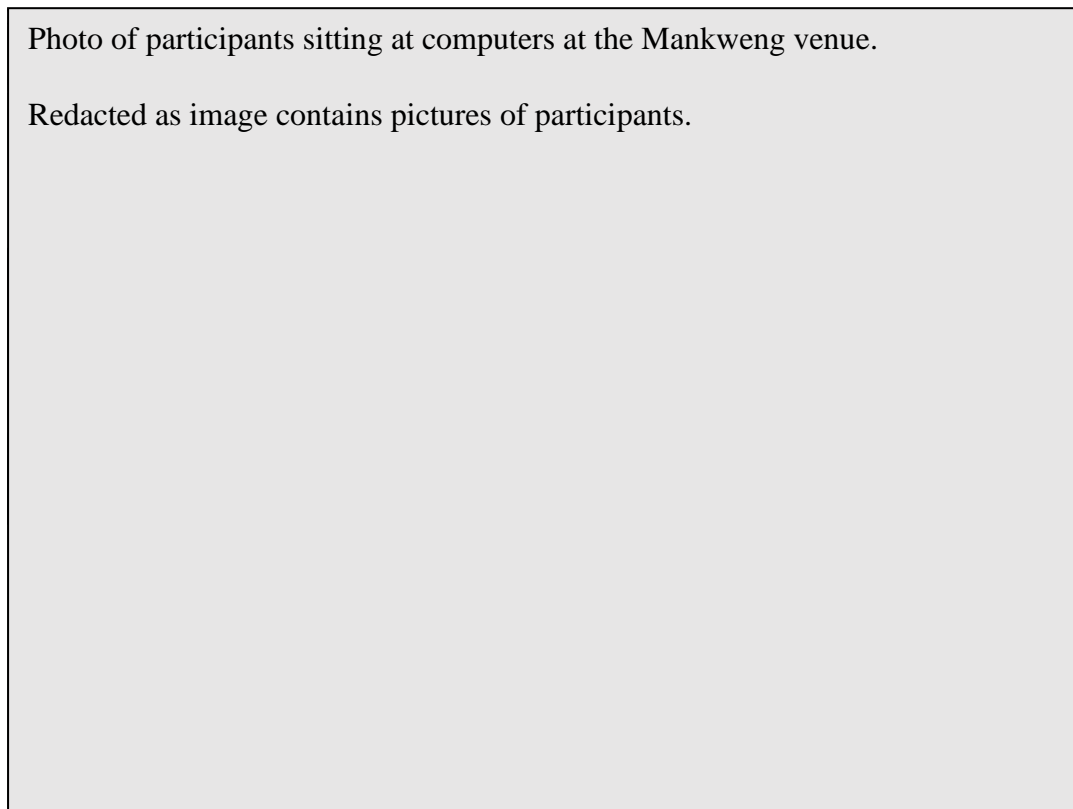 Photo of participants sitting at computers at the Mankweng venue.
Redacted as image contains pictures of participants.